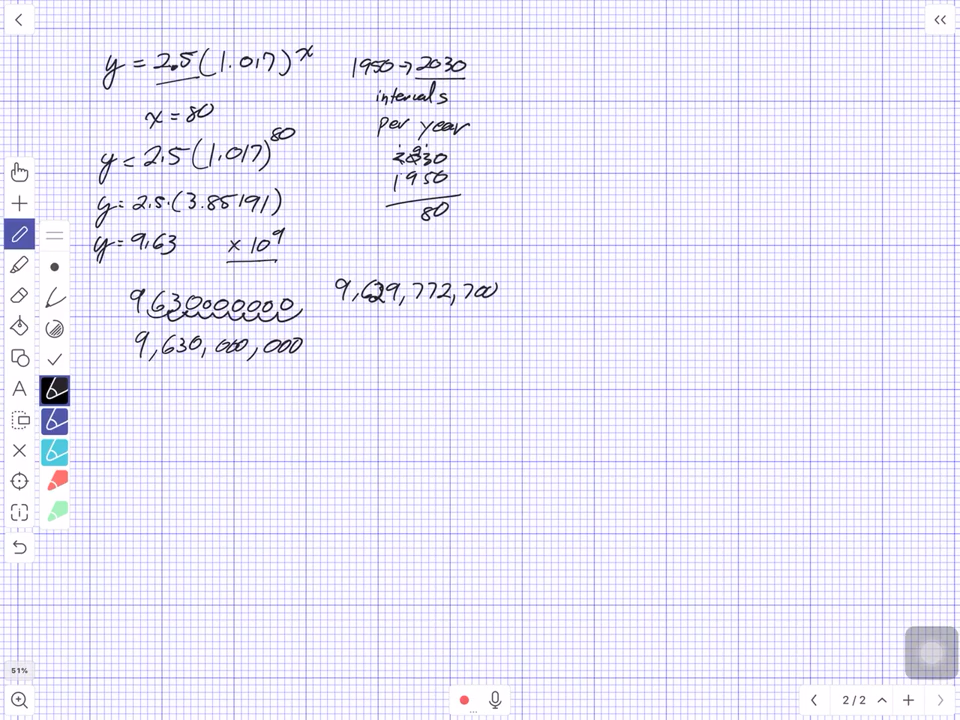 y = 2.5(1.017)^x
x = 80
y = 2.5(1.017)^80
y = 2.5.(3.85191)
y = 9.63 x 10^9
9630000000
9,630,000,000
1950 → 2030
intervals
per year
2030
1950
80
9,629,772,700
A
51%
2/2